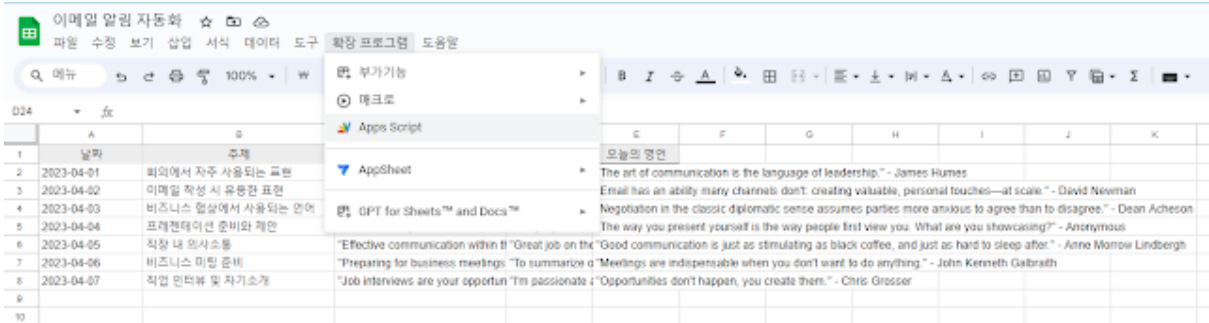 이메일 알림 자동화
파일 수정 보기 삽입 서식 데이터 도구 확장 프로그램 도움말
메뉴 100% ₩ B I A
부가기능
매크로
Apps Script
AppSheet
GPT for Sheets™ and Docs™
D24 fx
A B E F G H I J K
1 날짜 주제 오늘의 명언
2 2023-04-01 회의에서 자주 사용되는 표현 The art of communication is the language of leadership." - James Humes
3 2023-04-02 이메일 작성 시 유용한 표현 Email has an ability many channels don't: creating valuable, personal touches—at scale." - David Newman
4 2023-04-03 비즈니스 협상에서 사용되는 언어 Negotiation in the classic diplomatic sense assumes parties more anxious to agree than to disagree." - Dean Acheson
5 2023-04-04 프레젠테이션 준비와 제안 The way you present yourself is the way people first view you. What are you showcasing?" - Anonymous
6 2023-04-05 직장 내 의사소통 "Effective communication within th "Great job on the "Good communication is just as stimulating as black coffee, and just as hard to sleep after." - Anne Morrow Lindbergh
7 2023-04-06 비즈니스 미팅 준비 "Preparing for business meetings "To summarize o "Meetings are indispensable when you don't want to do anything." - John Kenneth Galbraith
8 2023-04-07 직업 인터뷰 및 자기소개 "Job interviews are your opportun "I'm passionate a "Opportunities don't happen, you create them." - Chris Grosser
9
10